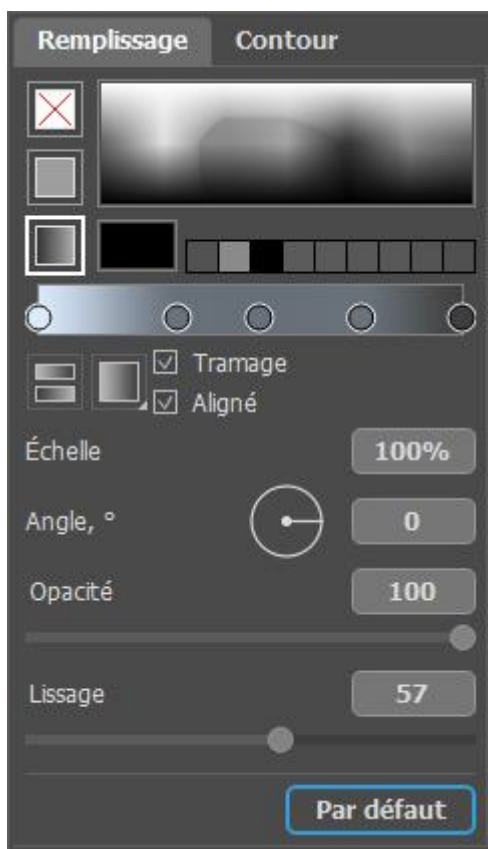 Remplissage Contour
Tramage
Aligné
Échelle 100%
Angle, ° 0
Opacité 100
Lissage 57
Par défaut